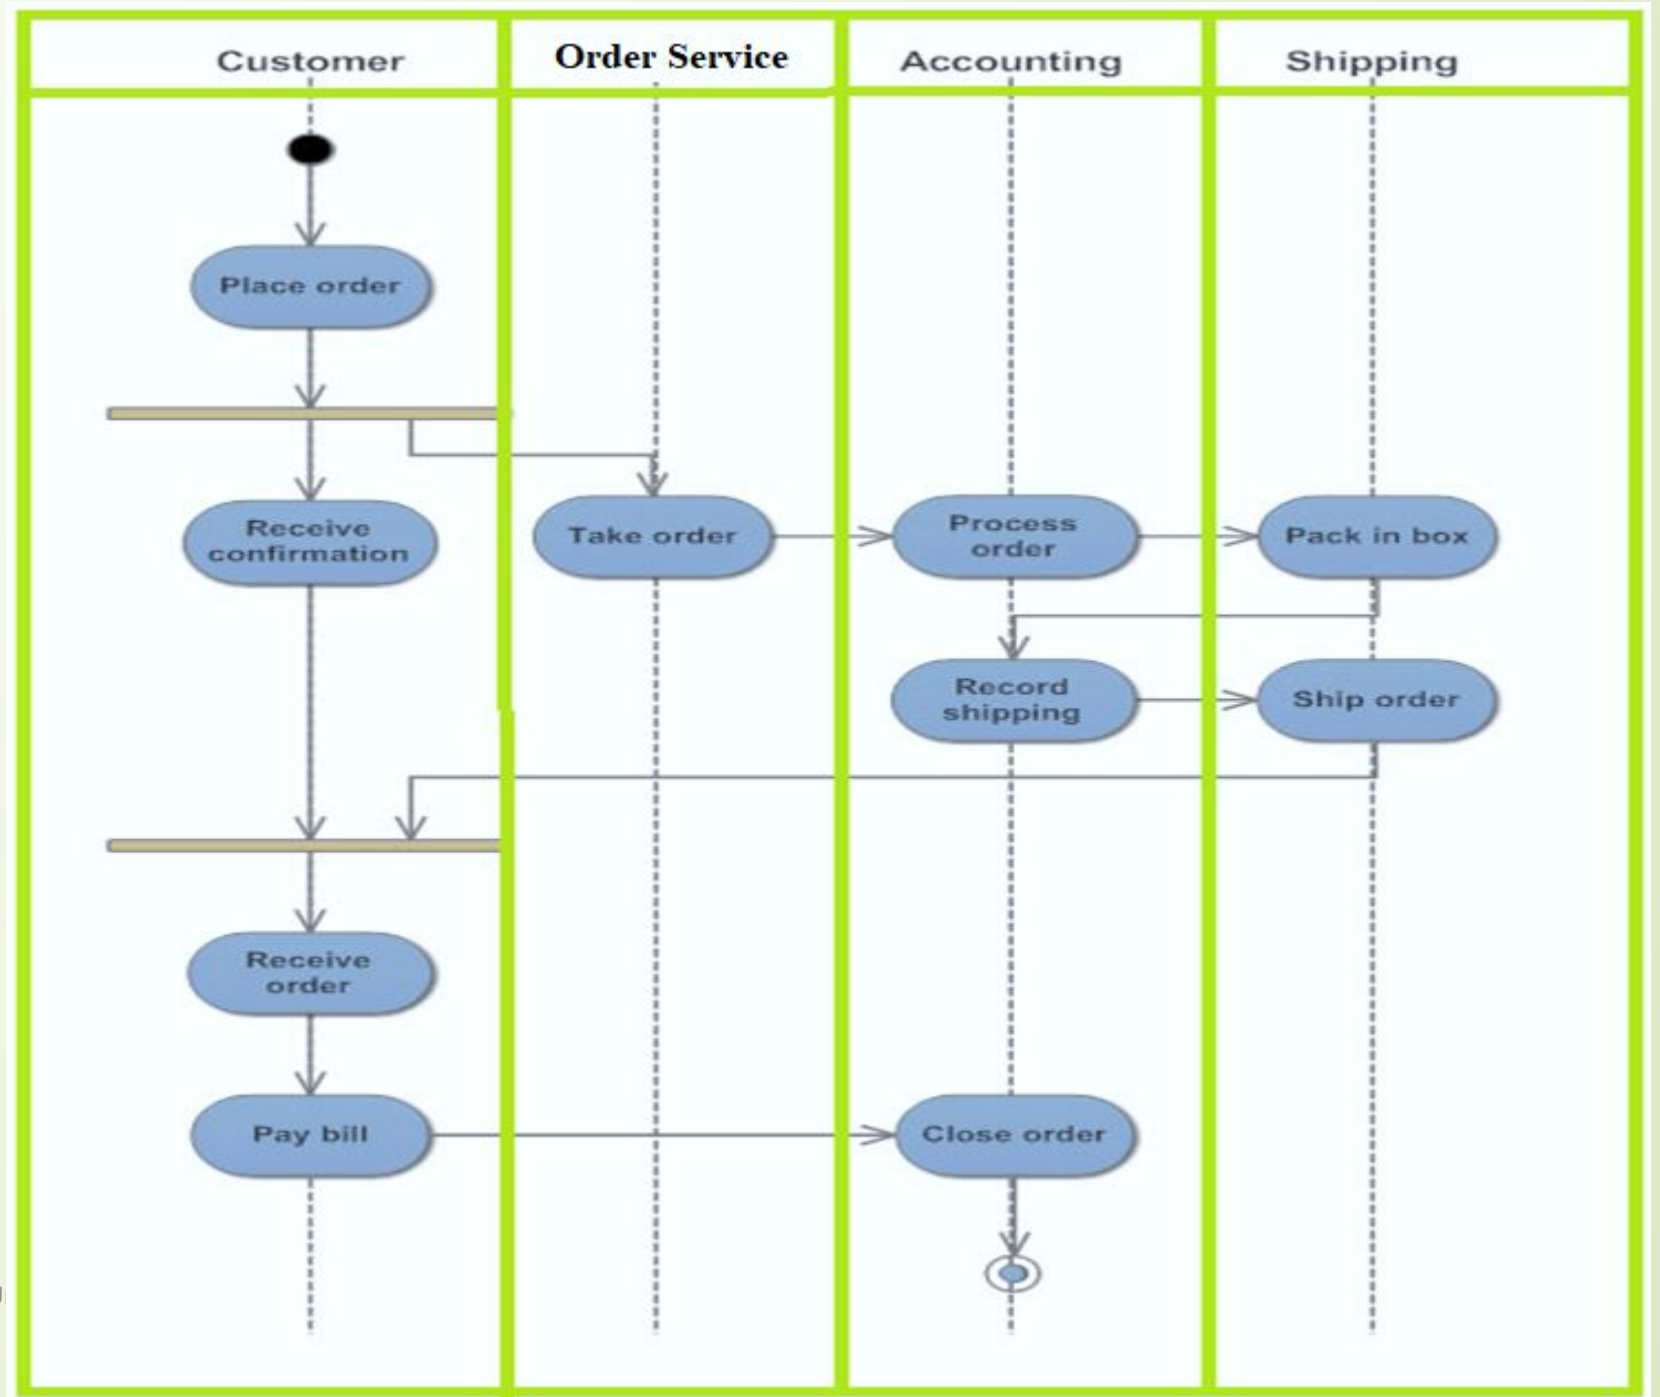 Customer
Order Service
Accounting
Shipping
Place order
Receive
confirmation
Take order
Process
order
Pack in box
Record
shipping
Ship order
Receive
order
Pay bill
Close order